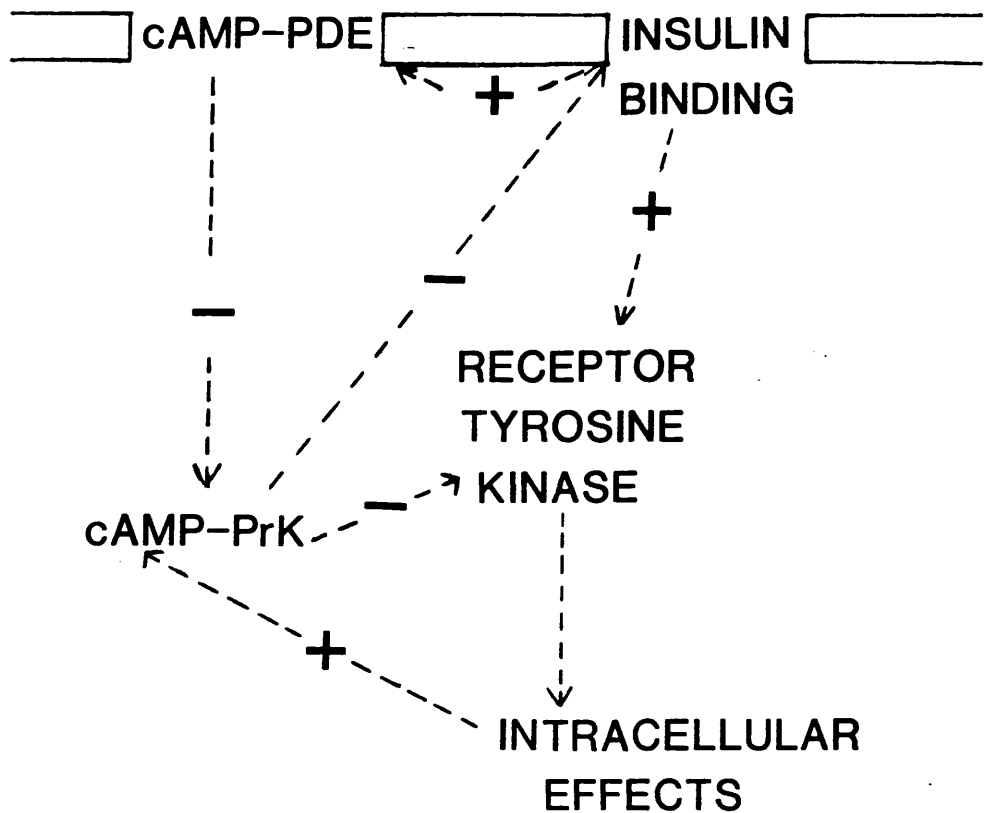 cAMP-PDE
INSULIN
BINDING
+
+
−
−
RECEPTOR
TYROSINE
KINASE
−
cAMP-PrK
+
INTRACELLULAR
EFFECTS